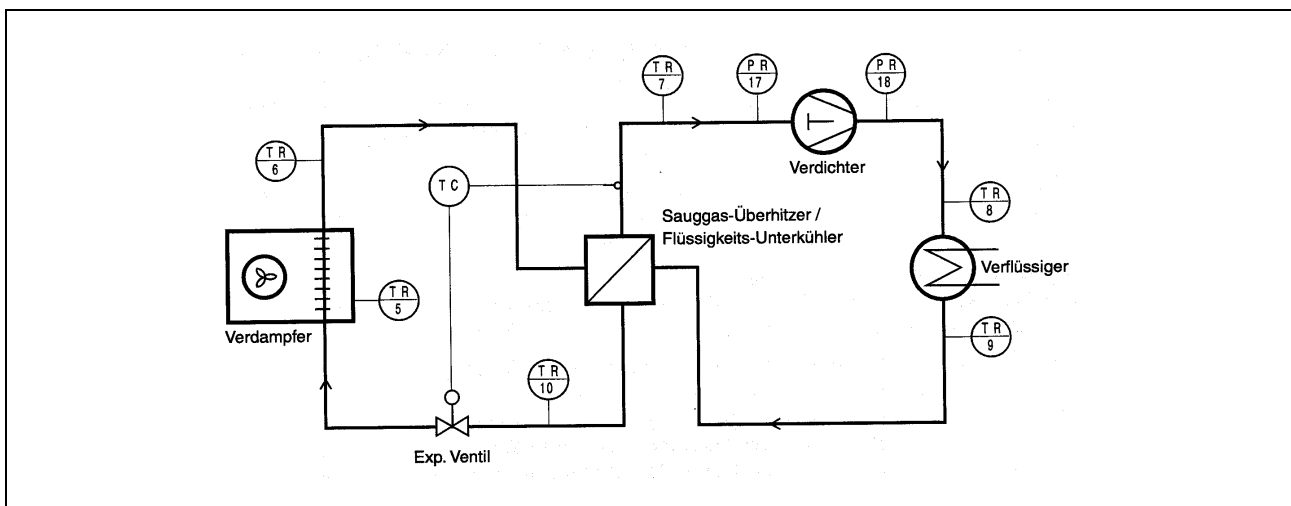 T R
7
P R
17
P R
18
Verdichter
T R
6
T C
T R
8
Sauggas-Überhitzer /
Flüssigkeits-Unterkühler
Verflüssiger
T R
5
Verdampfer
T R
9
T R
10
Exp. Ventil